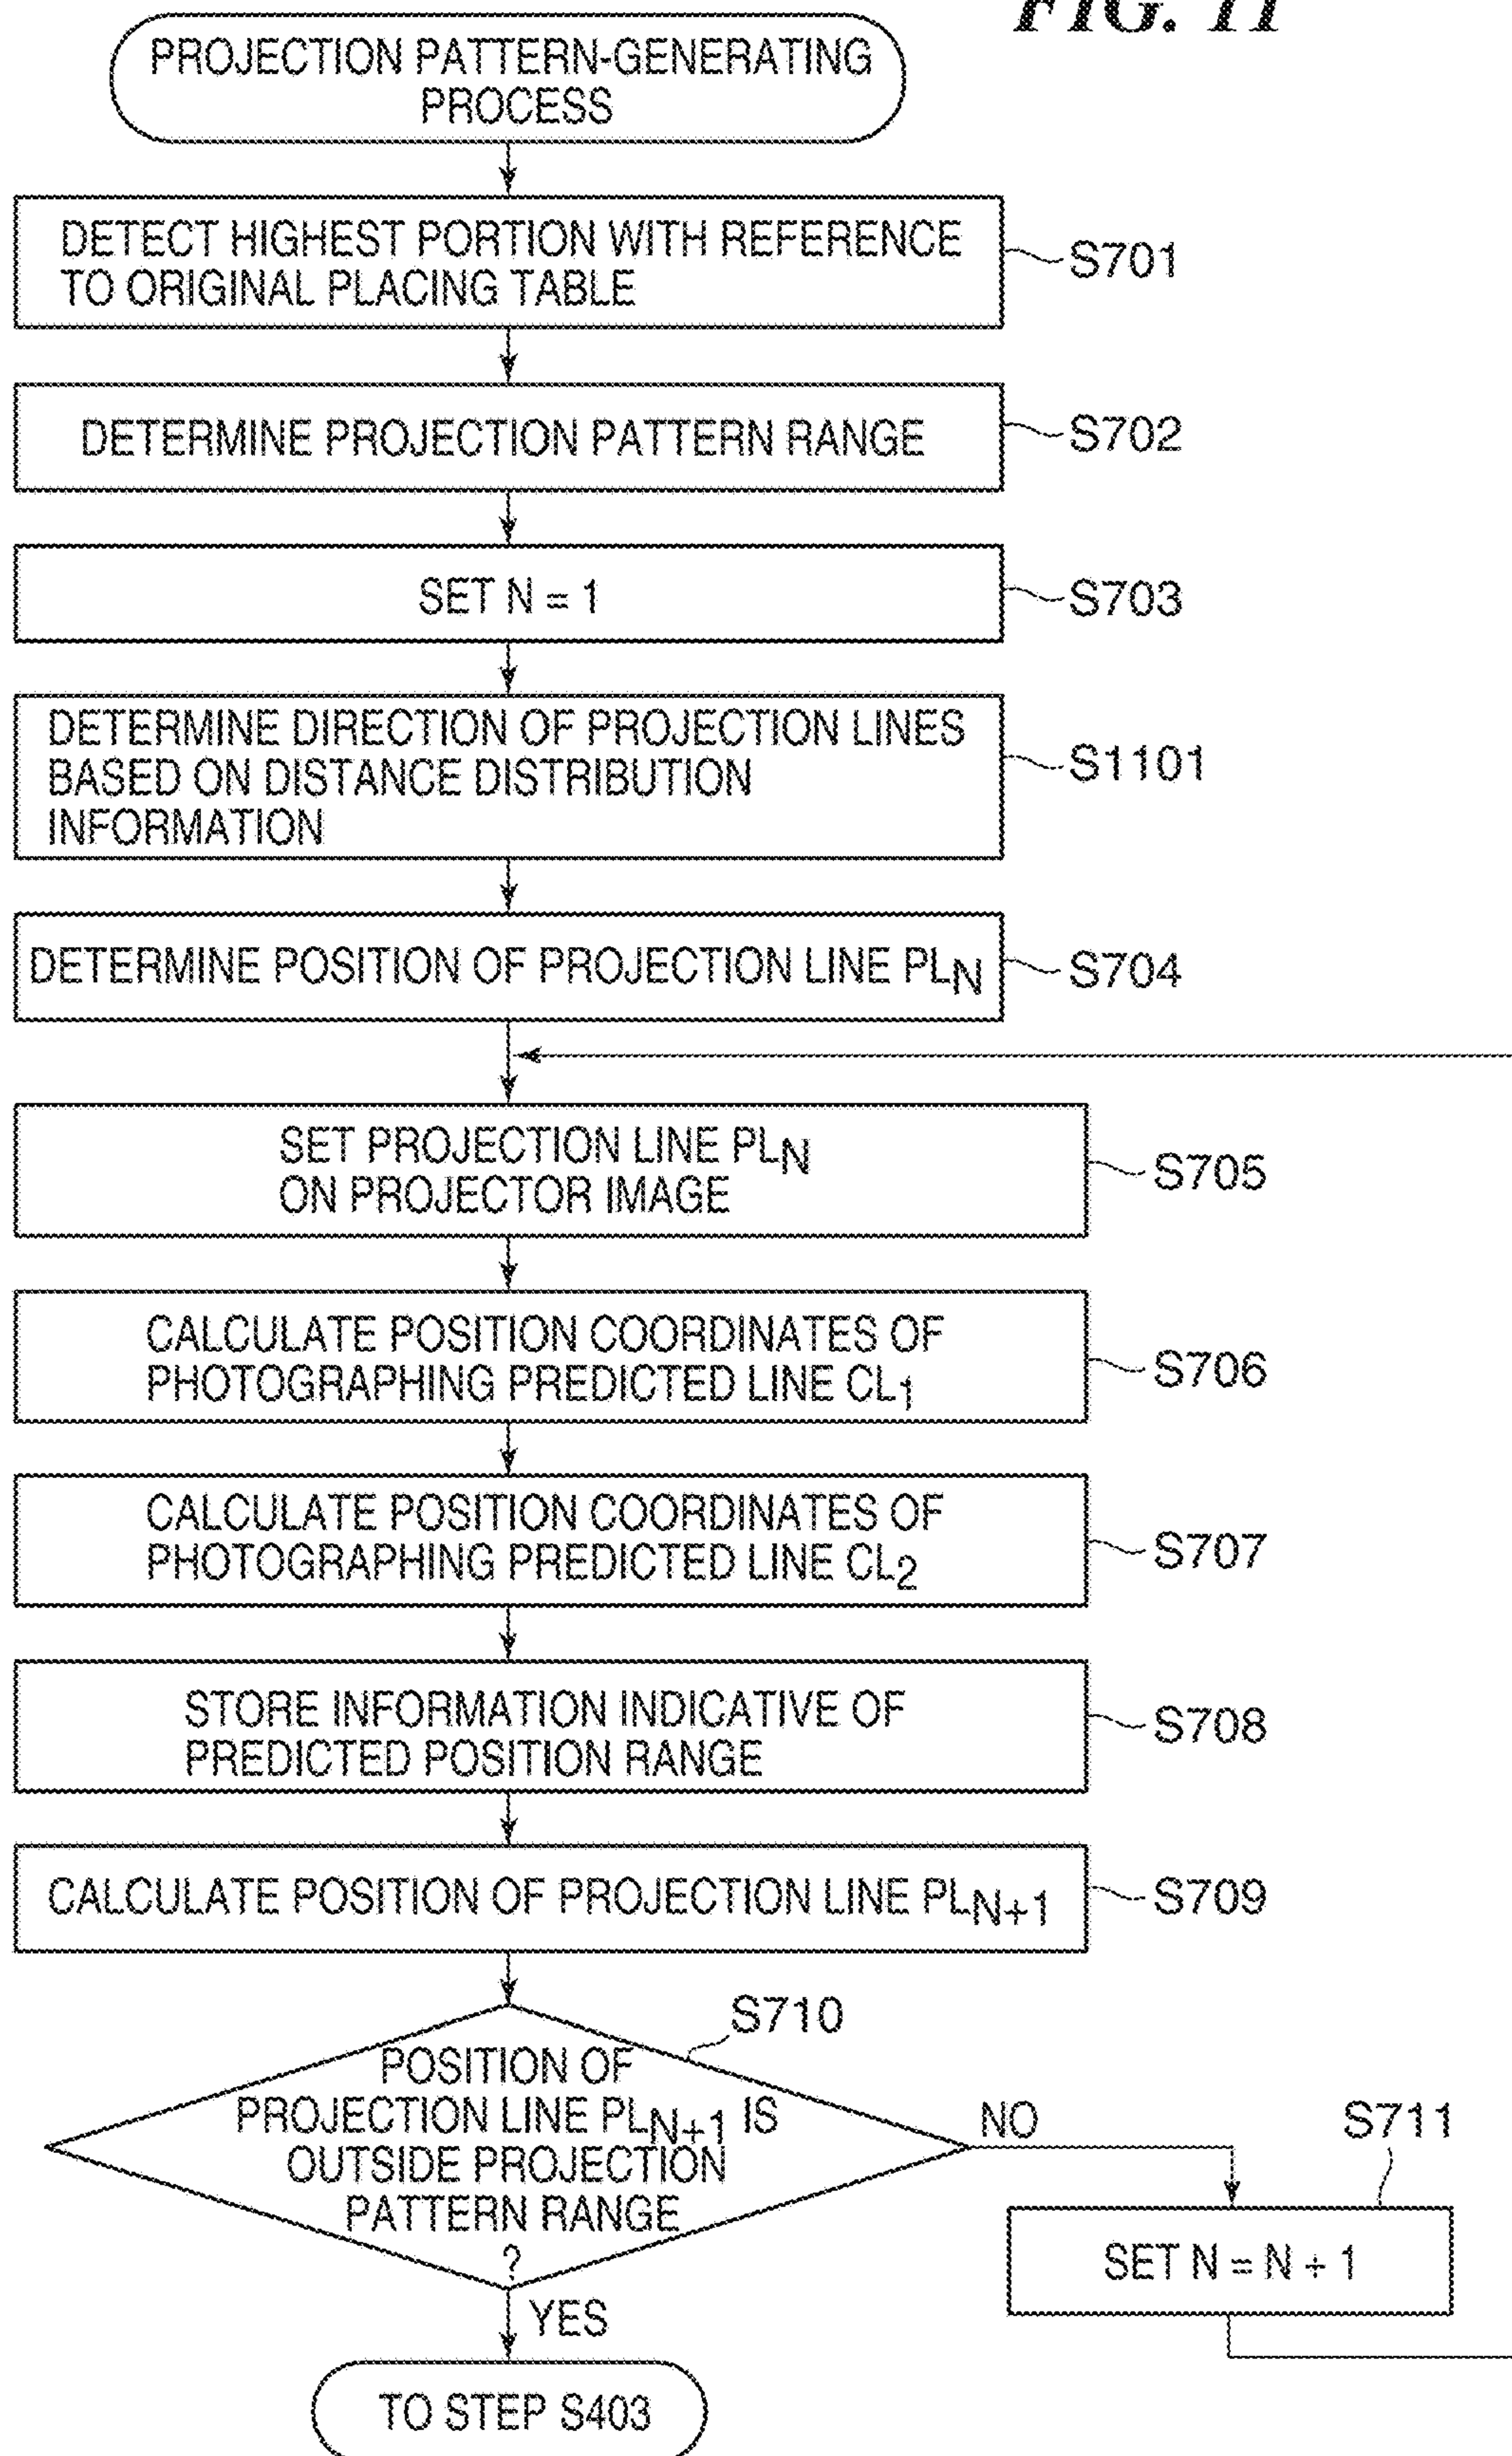 FIG. 11
PROJECTION PATTERN-GENERATING
PROCESS
DETECT HIGHEST PORTION WITH REFERENCE
TO ORIGINAL PLACING TABLE
S701
DETERMINE PROJECTION PATTERN RANGE
S702
SET N = 1
S703
DETERMINE DIRECTION OF PROJECTION LINES
BASED ON DISTANCE DISTRIBUTION
INFORMATION
S1101
DETERMINE POSITION OF PROJECTION LINE PLN
S704
SET PROJECTION LINE PLN
ON PROJECTOR IMAGE
S705
CALCULATE POSITION COORDINATES OF
PHOTOGRAPHING PREDICTED LINE CL1
S706
CALCULATE POSITION COORDINATES OF
PHOTOGRAPHING PREDICTED LINE CL2
S707
STORE INFORMATION INDICATIVE OF
PREDICTED POSITION RANGE
S708
CALCULATE POSITION OF PROJECTION LINE PLN+1
S709
S710
POSITION OF
PROJECTION LINE PLN+1 IS
OUTSIDE PROJECTION
PATTERN RANGE
?
NO
S711
SET N = N + 1
YES
TO STEP S403